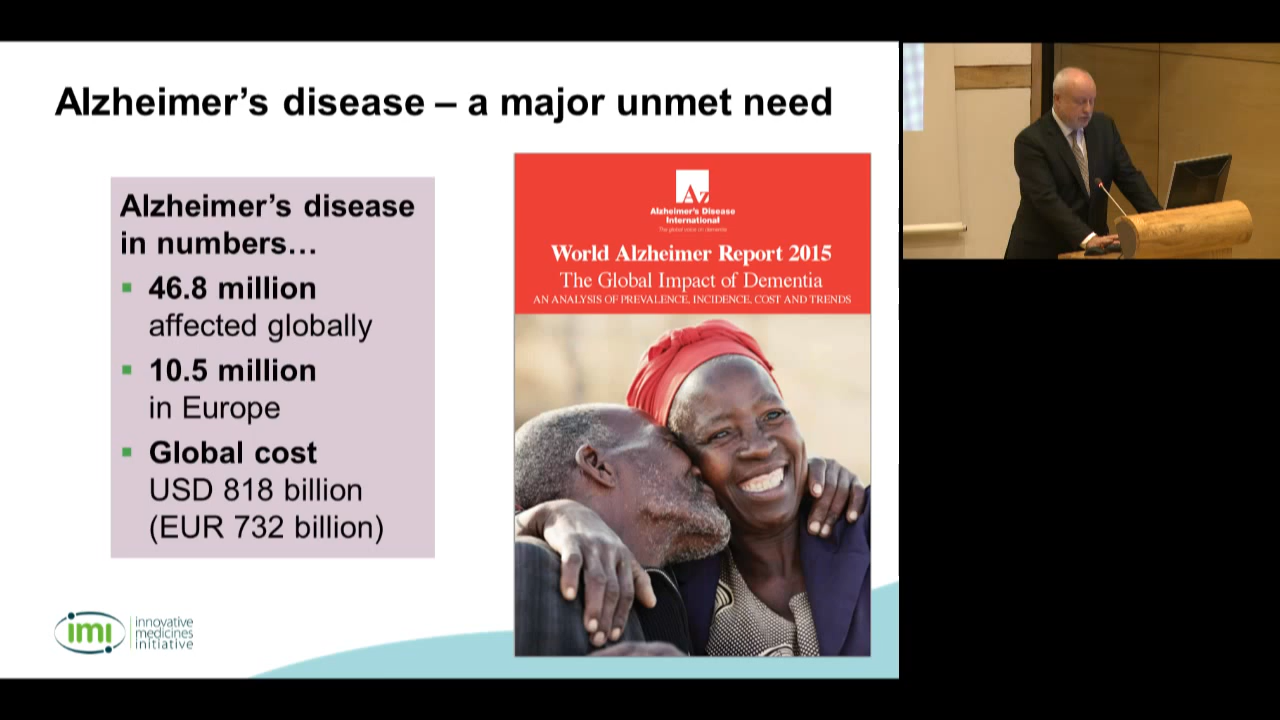 Alzheimer’s disease – a major unmet need
Alzheimer’s disease
in numbers…
46.8 million
affected globally
10.5 million
in Europe
Global cost
USD 818 billion
(EUR 732 billion)
Az
Alzheimer's Disease
International
The global voice on dementia
World Alzheimer Report 2015
The Global Impact of Dementia
AN ANALYSIS OF PREVALENCE, INCIDENCE, COST AND TRENDS
imi
innovative
medicines
initiative